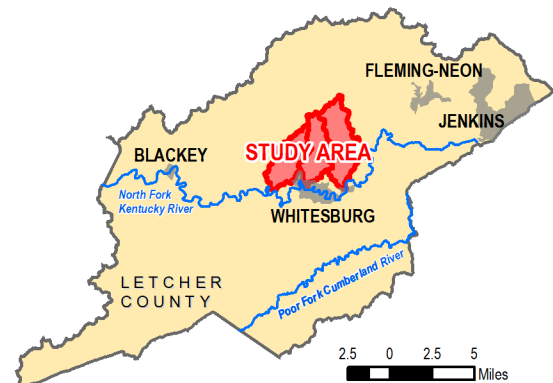 FLEMING-NEON
JENKINS
STUDY AREA
BLACKEY
North Fork
Kentucky River
WHITESBURG
LETCHER
COUNTY
Poor Fork Cumberland River
2.5 0 2.5 5
Miles